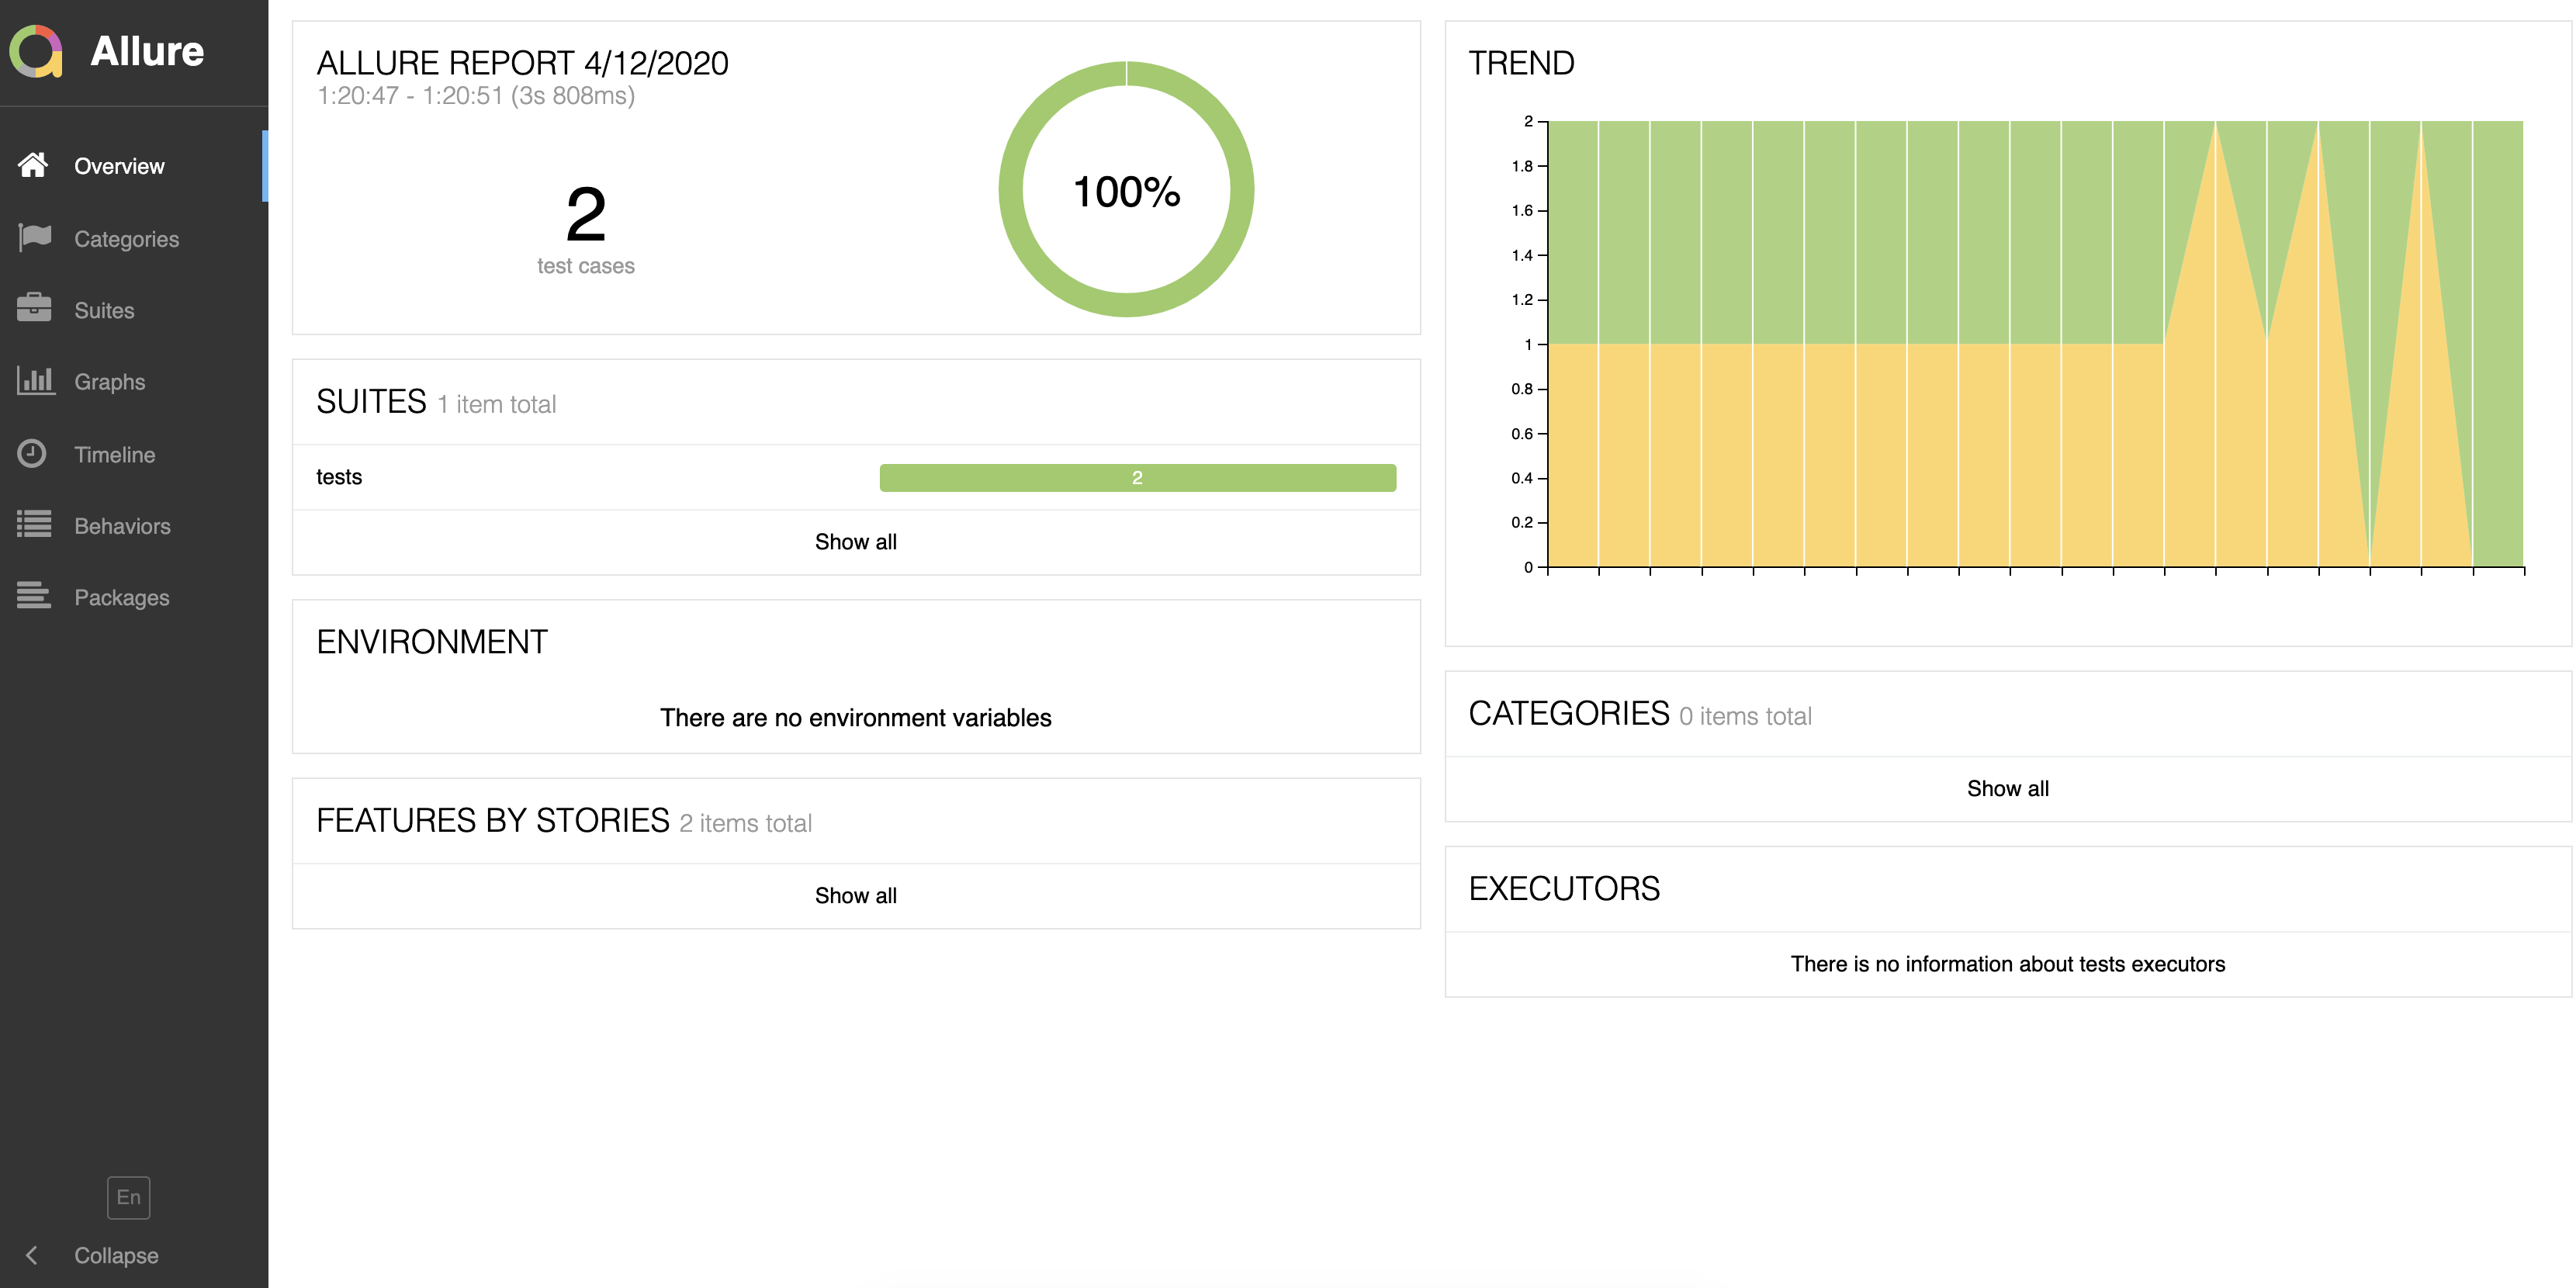 Allure
Overview
Categories
Suites
Graphs
Timeline
Behaviors
Packages
En
Collapse
ALLURE REPORT 4/12/2020
1:20:47 - 1:20:51 (3s 808ms)
2
test cases
100%
SUITES 1 item total
tests 2
Show all
ENVIRONMENT
There are no environment variables
FEATURES BY STORIES 2 items total
Show all
TREND
2
1.8
1.6
1.4
1.2
1
0.8
0.6
0.4
0.2
0
CATEGORIES 0 items total
Show all
EXECUTORS
There is no information about tests executors